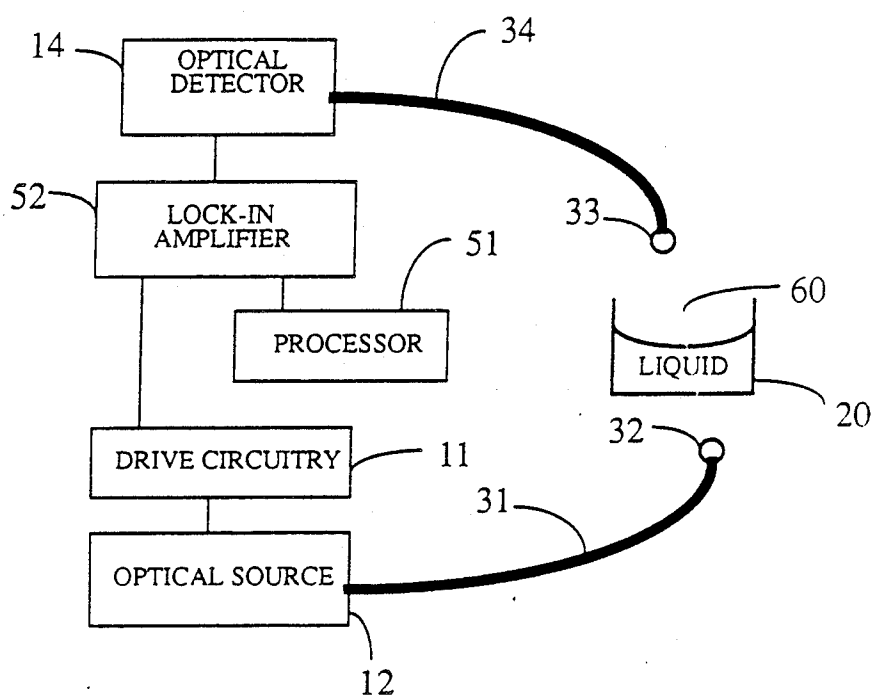 34
14
OPTICAL
DETECTOR
52
LOCK-IN
AMPLIFIER
33
51
60
PROCESSOR
LIQUID
20
32
DRIVE CIRCUITRY
11
31
OPTICAL SOURCE
12